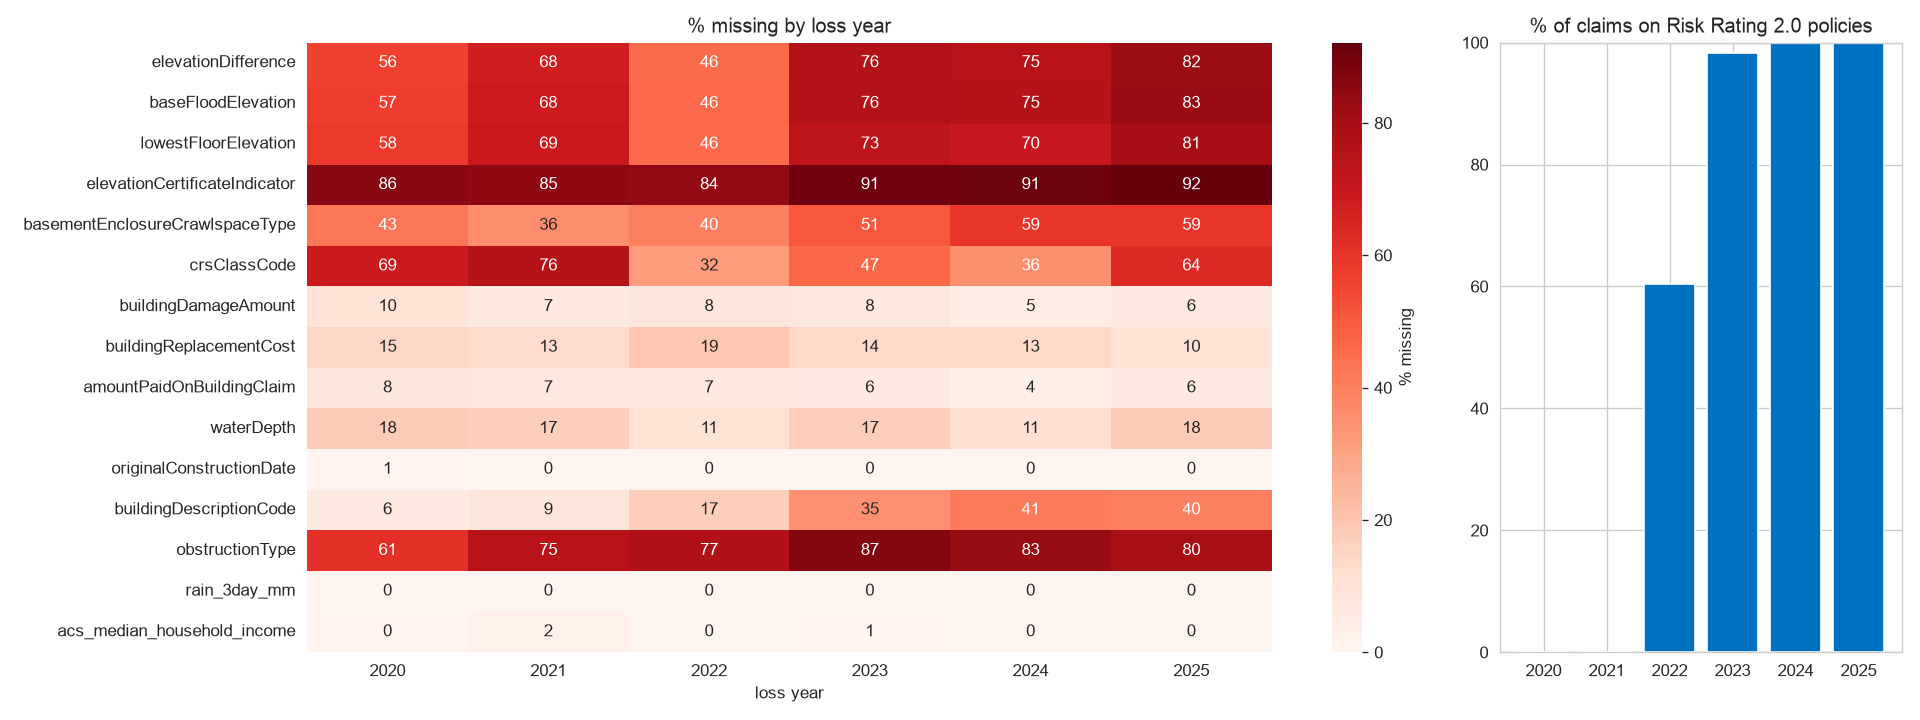 % missing by loss year
elevationDifference 56 68 46 76 75 82
baseFloodElevation 57 68 46 76 75 83
lowestFloorElevation 58 69 46 73 70 81
elevationCertificateIndicator 86 85 84 91 91 92
basementEnclosureCrawlspaceType 43 36 40 51 59 59
crsClassCode 69 76 32 47 36 64
buildingDamageAmount 10 7 8 8 5 6
buildingReplacementCost 15 13 19 14 13 10
amountPaidOnBuildingClaim 8 7 7 6 4 6
waterDepth 18 17 11 17 11 18
originalConstructionDate 1 0 0 0 0 0
buildingDescriptionCode 6 9 17 35 41 40
obstructionType 61 75 77 87 83 80
rain_3day_mm 0 0 0 0 0 0
acs_median_household_income 0 2 0 1 0 0
2020 2021 2022 2023 2024 2025
loss year
80
60
40
20
0
% missing
% of claims on Risk Rating 2.0 policies
100
80
60
40
20
0
2020 2021 2022 2023 2024 2025